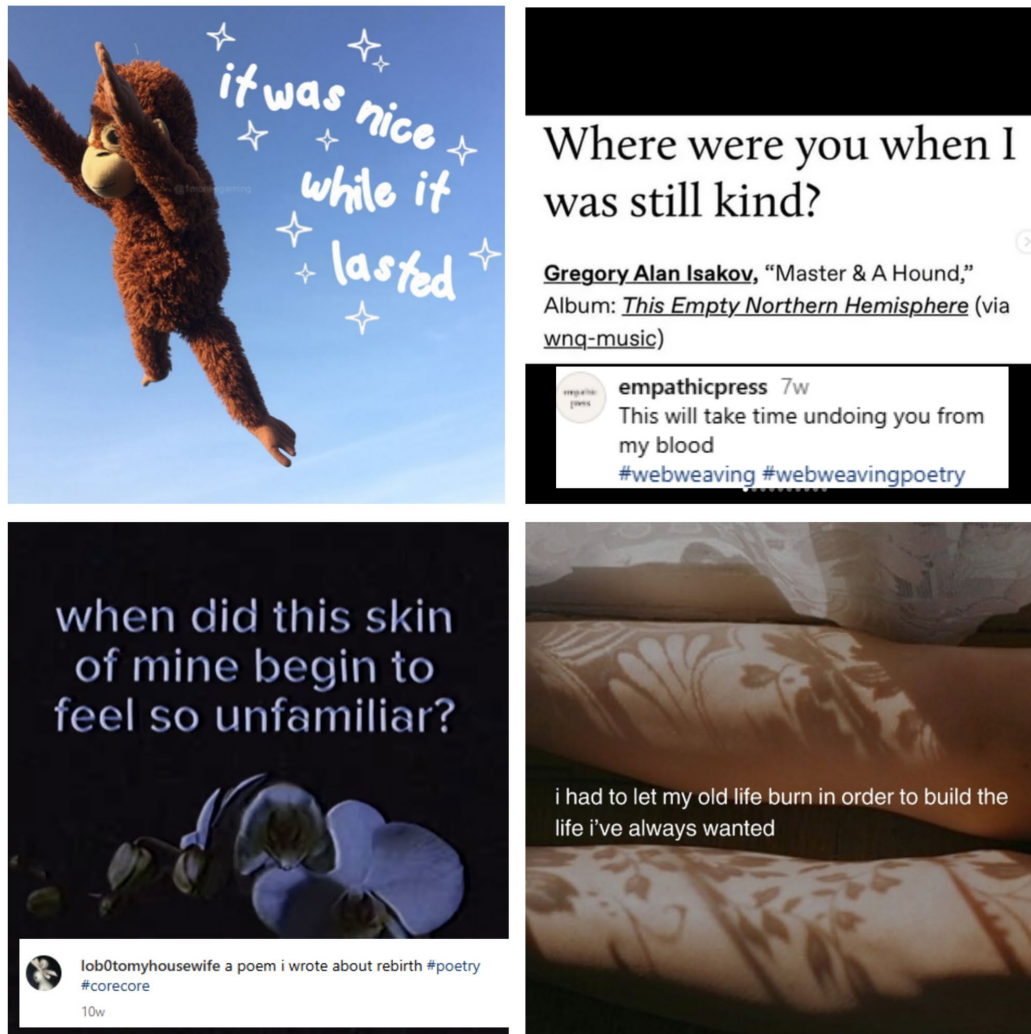 it was nice
while it
lasted
Where were you when I
was still kind?
Gregory Alan Isakov, “Master & A Hound,”
Album: This Empty Northern Hemisphere (via
wnq-music)
empathic
press
empathicpress 7w
This will take time undoing you from
my blood
#webweaving #webweavingpoetry
when did this skin
of mine begin to
feel so unfamiliar?
lob0tomyhousewife a poem i wrote about rebirth #poetry
#corecore
10w
i had to let my old life burn in order to build the
life i’ve always wanted